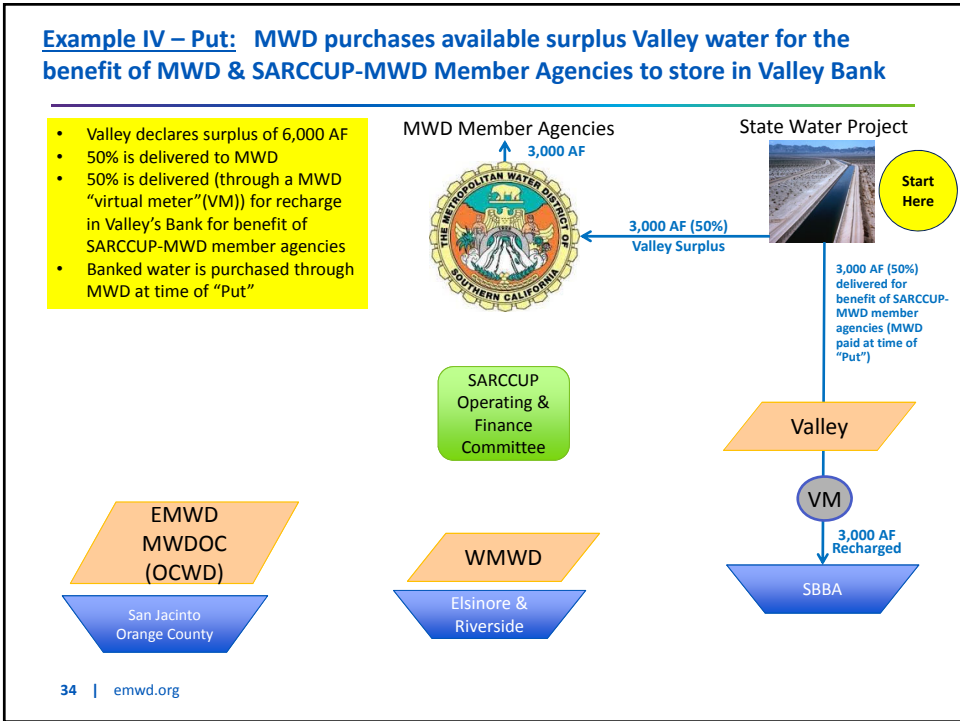 Example IV – Put: MWD purchases available surplus Valley water for the
benefit of MWD & SARCCUP-MWD Member Agencies to store in Valley Bank
• Valley declares surplus of 6,000 AF
• 50% is delivered to MWD
• 50% is delivered (through a MWD
“virtual meter”(VM)) for recharge
in Valley’s Bank for benefit of
SARCCUP-MWD member agencies
• Banked water is purchased through
MWD at time of “Put”
MWD Member Agencies
3,000 AF
THE METROPOLITAN WATER DISTRICT OF
SOUTHERN CALIFORNIA
State Water Project
Start
Here
3,000 AF (50%)
Valley Surplus
3,000 AF (50%)
delivered for
benefit of SARCCUP-
MWD member
agencies (MWD
paid at time of
“Put”)
SARCCUP
Operating &
Finance
Committee
Valley
VM
3,000 AF
Recharged
SBBA
EMWD
MWDOC
(OCWD)
San Jacinto
Orange County
WMWD
Elsinore &
Riverside
34 | emwd.org